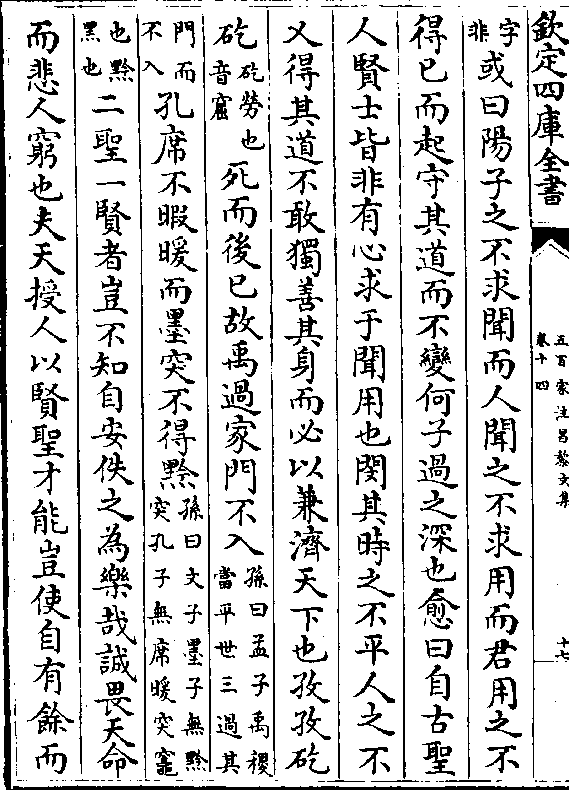 欽定四庫全書
五百家注昌黎文集
卷十四
十七
字非或曰陽子之不求聞而人聞之不求用而君用之不
得已而起守其道而不變何子過之深也愈曰自古聖
人賢士皆非有心求于聞用也閔其時之不平人之不
乂得其道不敢獨善其身而必以兼濟天下也孜孜矻
矻矻勞也音窟死而後已故禹過家門不入孫曰孟子禹稷當平世三過其
門而不入孔席不暇暖而墨突不得黔孫曰文子墨子無黔突孔子無席暖突竈
也黔黑也二聖一賢者豈不知自安佚之為樂哉誠畏天命
而悲人窮也夫天授人以賢聖才能豈使自有餘而